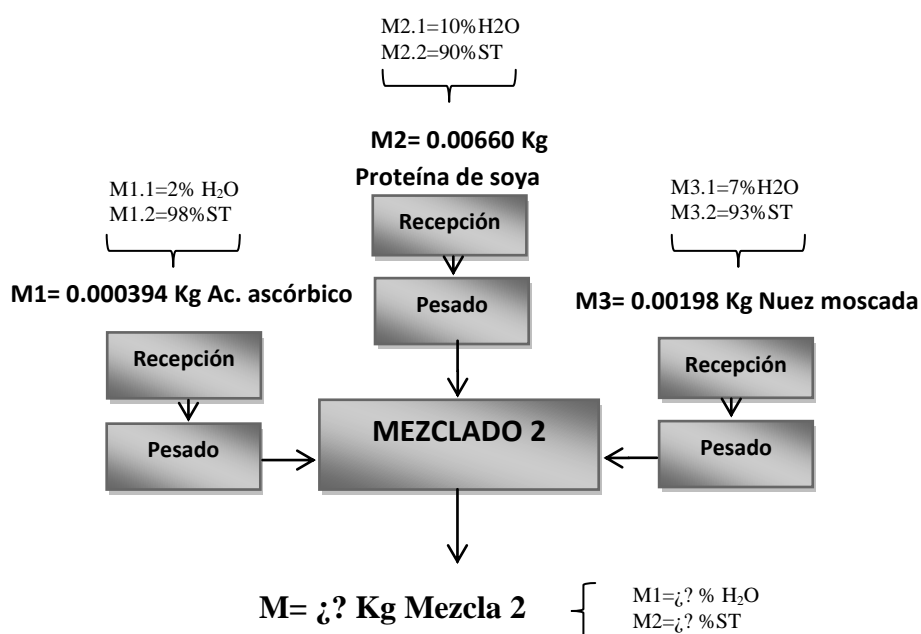 M2.1=10%H2O
M2.2=90%ST
M2= 0.00660 Kg
Proteína de soya
Recepción
Pesado
M1.1=2% H₂O
M1.2=98%ST
M1= 0.000394 Kg Ac. ascórbico
Recepción
Pesado
M3.1=7%H2O
M3.2=93%ST
M3= 0.00198 Kg Nuez moscada
Recepción
Pesado
MEZCLADO 2
M= ¿? Kg Mezcla 2
M1=¿? % H₂O
M2=¿? %ST